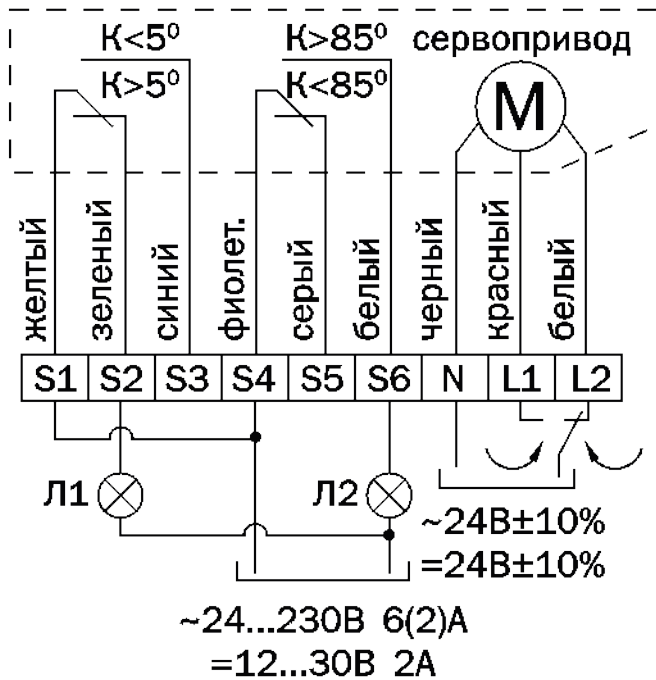 К<5⁰ К>85⁰ сервопривод
К>5⁰ К<85⁰ М
желтый зеленый синий фиолет. серый белый черный красный белый
S1 S2 S3 S4 S5 S6 N L1 L2
Л1 Л2
~24В±10%
=24В±10%
~24...230В 6(2)А
=12...30В 2А